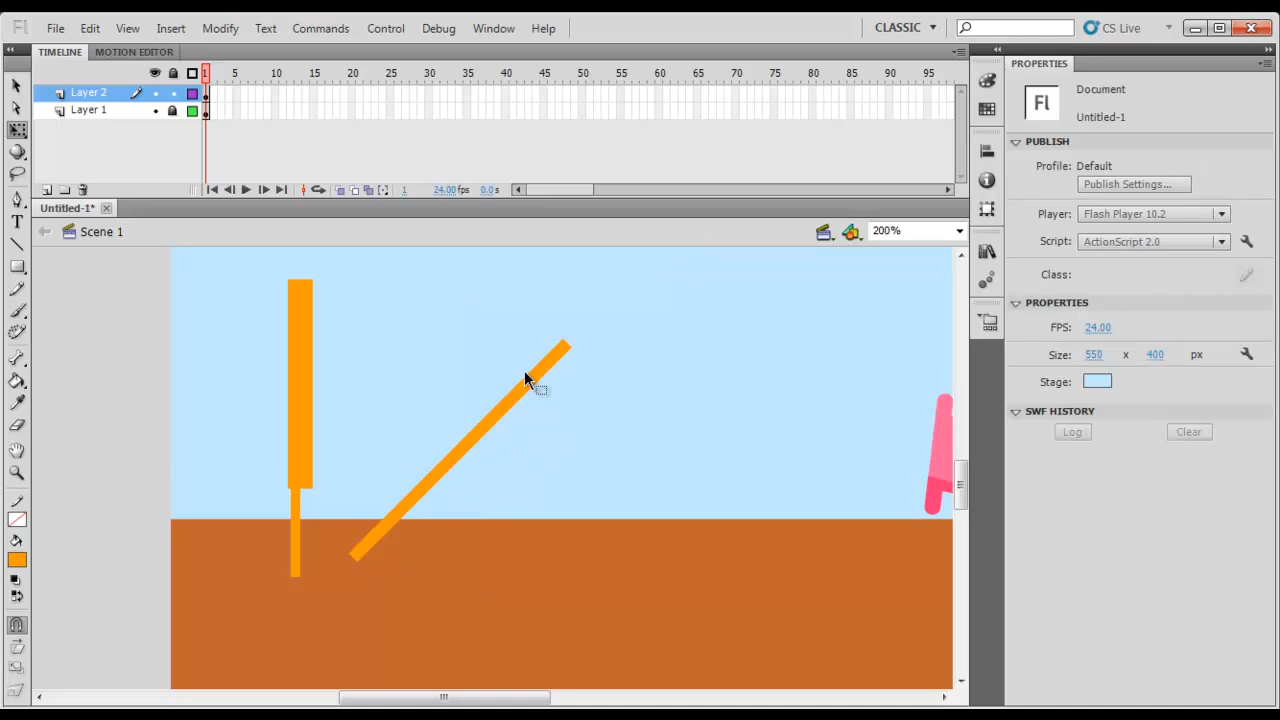 Fl File Edit View Insert Modify Text Commands Control Debug Window Help CLASSIC CS Live
TIMELINE MOTION EDITOR
1 5 10 15 20 25 30 35 40 45 50 55 60 65 70 75 80 85 90 95
Layer 2
Layer 1
1 24.00 fps 0.0 s
Untitled-1*
Scene 1 200%
T
PROPERTIES
Fl
Document
Untitled-1
PUBLISH
Profile: Default
Publish Settings...
Player: Flash Player 10.2
Script: ActionScript 2.0
Class:
PROPERTIES
FPS: 24.00
Size: 550 x 400 px
Stage:
SWF HISTORY
Log Clear